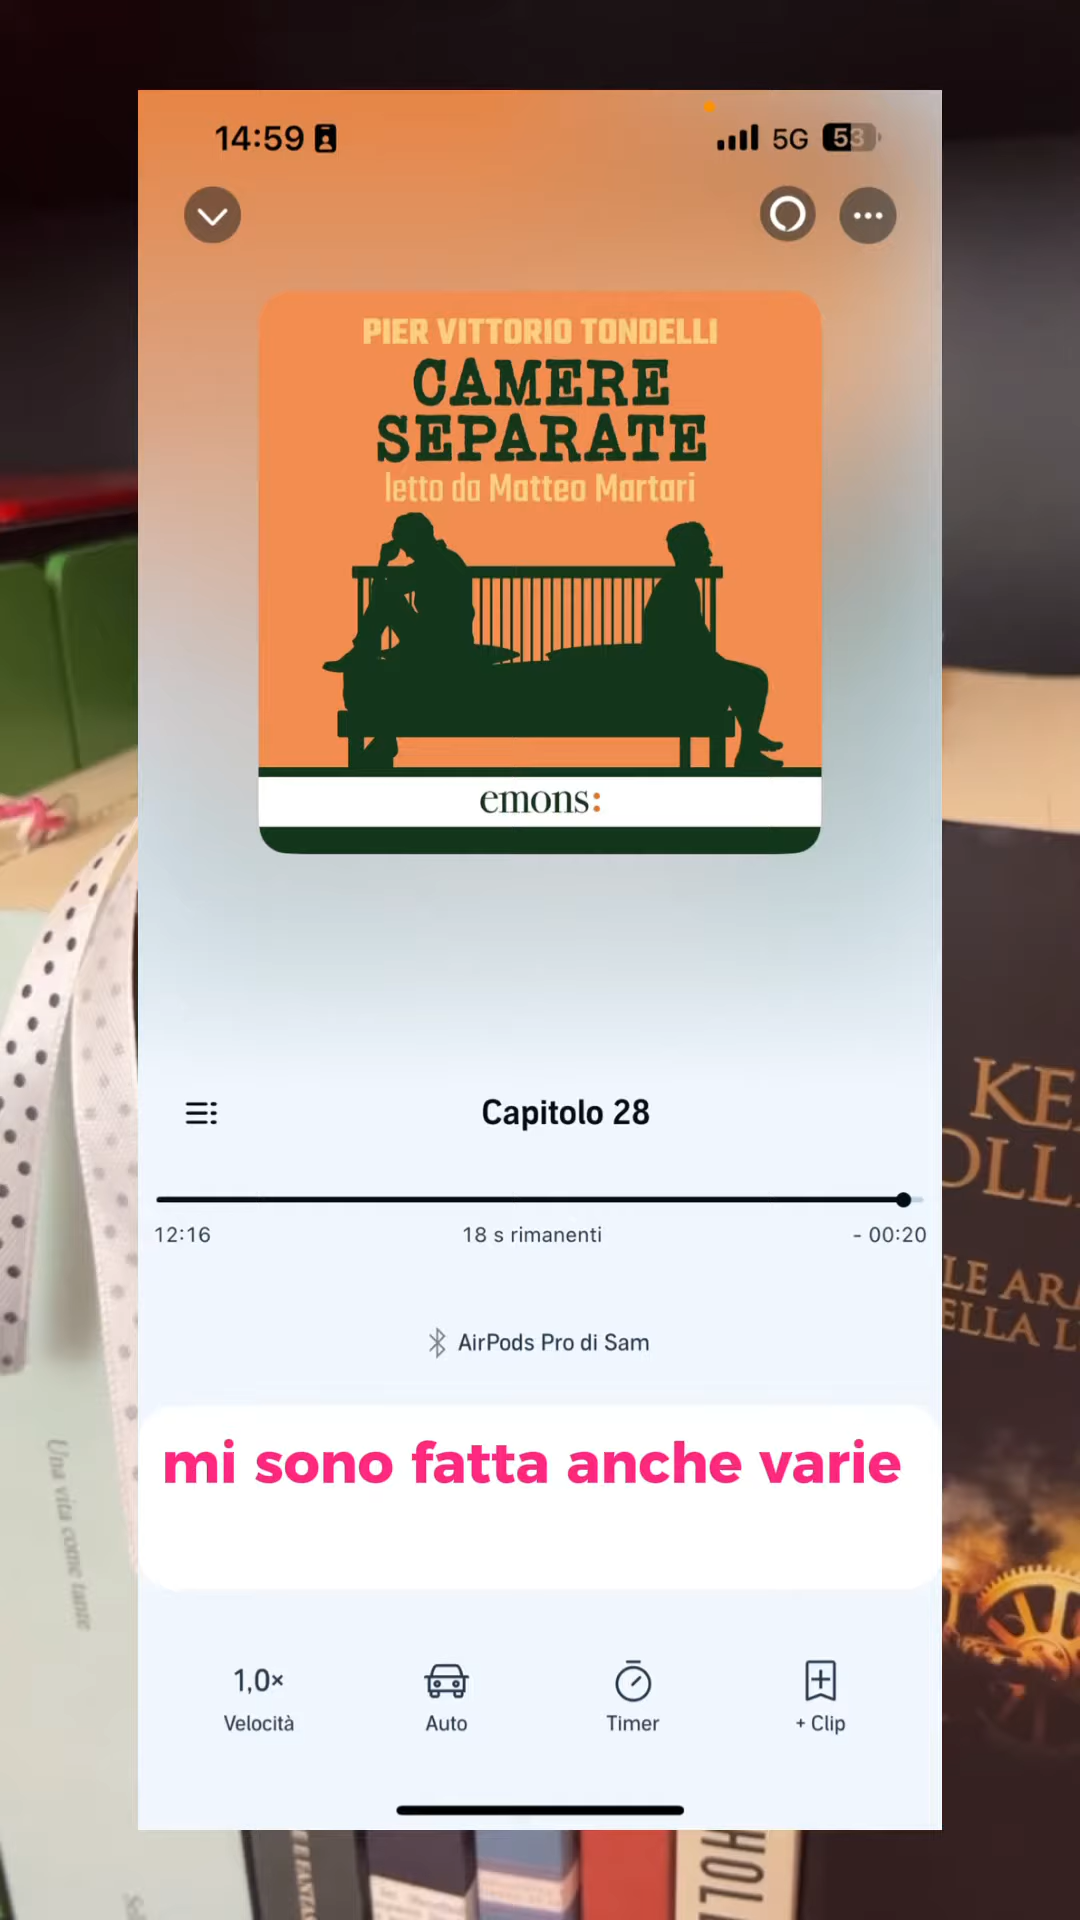 14:59
5G
53
PIER VITTORIO TONDELLI
CAMERE
SEPARATE
letto da Matteo Martari
emons:
Capitolo 28
12:16
18 s rimanenti
- 00:20
AirPods Pro di Sam
mi sono fatta anche varie
1,0×
Velocità
Auto
Timer
+ Clip
KE
OLL
LE AR
ELLA L
Una vita come tante
HOL